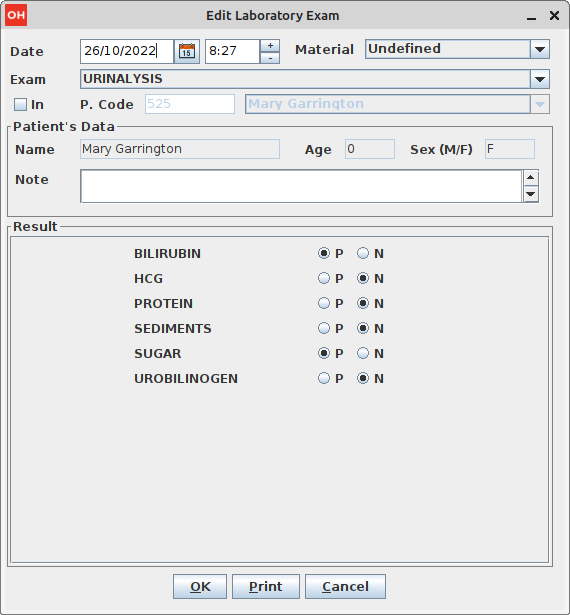 OH Edit Laboratory Exam
Date 26/10/2022 15 8:27 + - Material Undefined
Exam URINALYSIS
In P. Code 525 Mary Garrington
Patient's Data
Name Mary Garrington Age 0 Sex (M/F) F
Note
Result
BILIRUBIN P N
HCG P N
PROTEIN P N
SEDIMENTS P N
SUGAR P N
UROBILINOGEN P N
OK Print Cancel